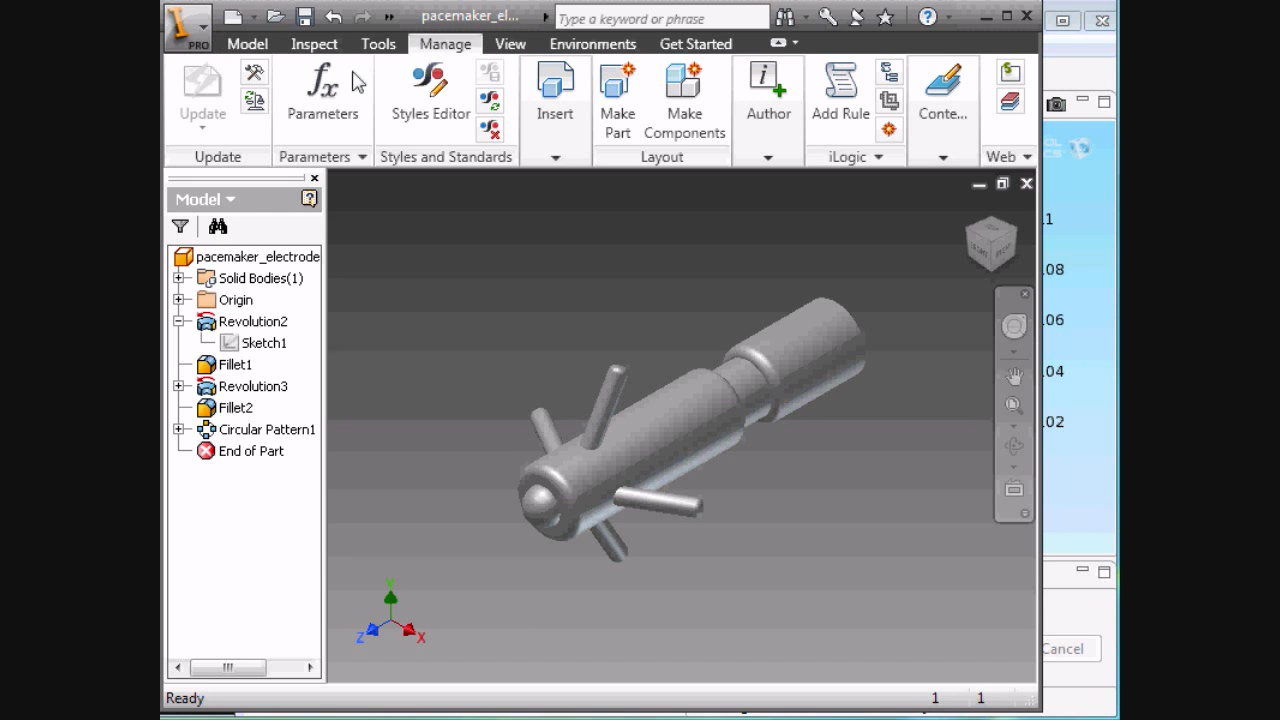 PRO
pacemaker_el...
Type a keyword or phrase
Model Inspect Tools Manage View Environments Get Started
Update
fx
Parameters
Styles Editor
Insert
Make
Part
Make
Components
Author
Add Rule
Conte...
Update
Parameters
Styles and Standards
Layout
iLogic
Web
Model
pacemaker_electrode
Solid Bodies(1)
Origin
Revolution2
Sketch1
Fillet1
Revolution3
Fillet2
Circular Pattern1
End of Part
Y
Z
X
Ready
1 1
08
06
04
02
Cancel